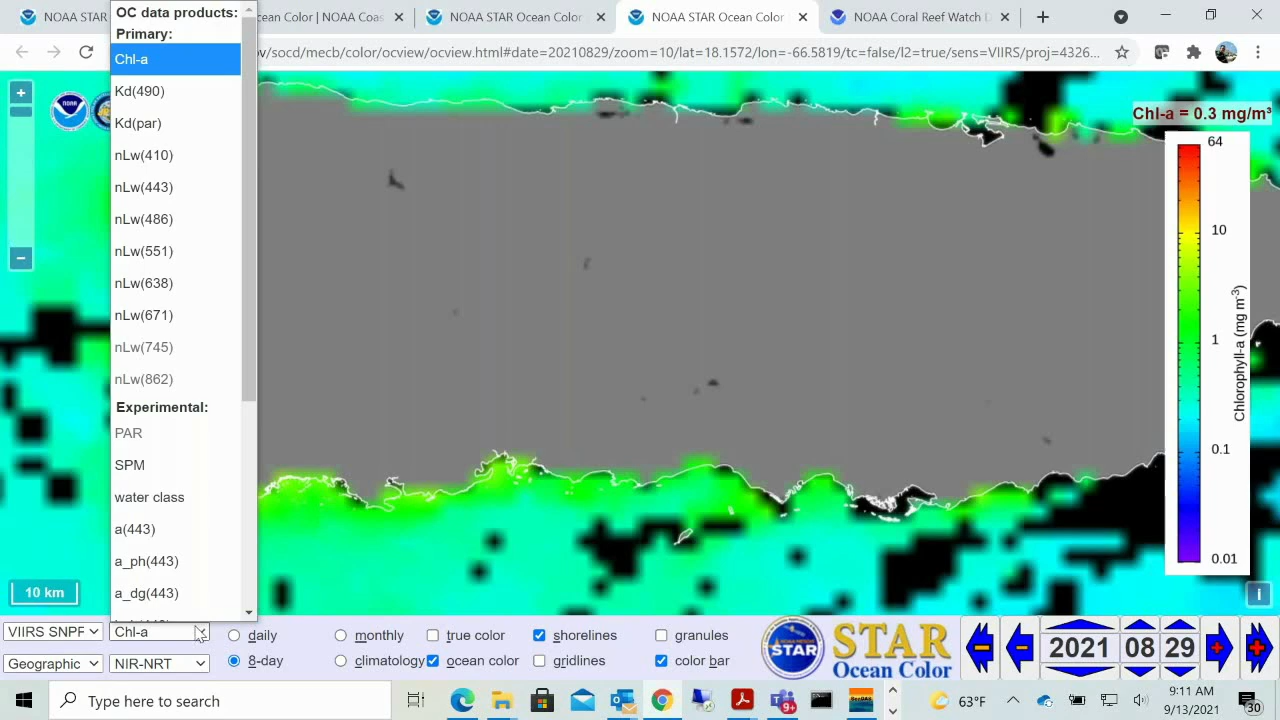 Ocean Color | NOAA Coas
NOAA STAR Ocean Color
NOAA STAR Ocean Color
NOAA Coral Reef Watch D
ov/socd/mecb/color/ocview/ocview.html#date=20210829/zoom=10/lat=18.1572/lon=-66.5819/tc=false/l2=true/sens=VIIRS/proj=4326...
OC data products:
Primary:
Chl-a
Kd(490)
Kd(par)
nLw(410)
nLw(443)
nLw(486)
nLw(551)
nLw(638)
nLw(671)
nLw(745)
nLw(862)
Experimental:
PAR
SPM
water class
a(443)
a_ph(443)
a_dg(443)
NOAA
Chl-a = 0.3 mg/m³
64
10
1
0.1
0.01
Chlorophyll-a (mg m-3)
10 km
i
VIIRS SNPP
Chl-a
daily
monthly
true color
shorelines
granules
Geographic
NIR-NRT
8-day
climatology
ocean color
gridlines
color bar
STAR
STAR
Ocean Color
2021 08 29
Type here to search
9+
63°F
9:11 AM
9/13/2021
30